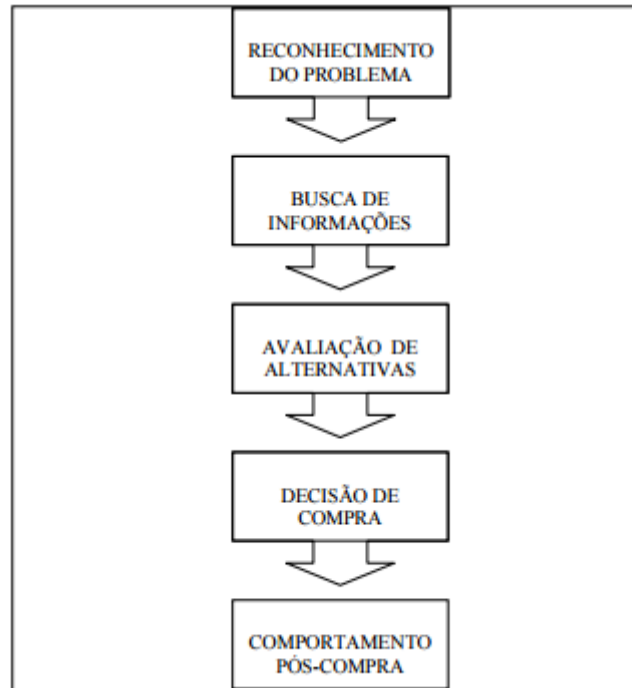 RECONHECIMENTO
DO PROBLEMA
BUSCA DE
INFORMAÇÕES
AVALIAÇÃO DE
ALTERNATIVAS
DECISÃO DE
COMPRA
COMPORTAMENTO
PÓS-COMPRA